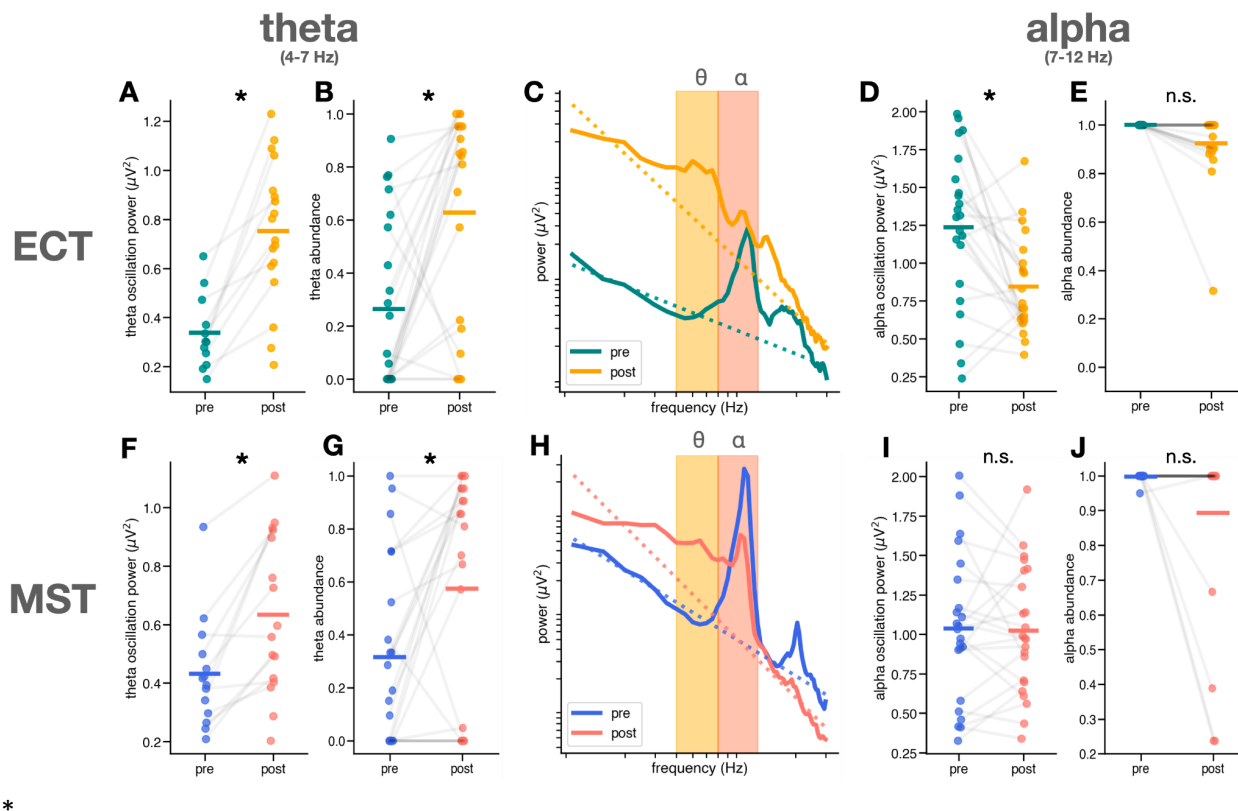 theta
(4-7 Hz)
alpha
(7-12 Hz)
ECT
A
*
theta oscillation power (μV²)
1.2
1.0
0.8
0.6
0.4
0.2
pre
post
B
*
theta abundance
1.0
0.8
0.6
0.4
0.2
0.0
pre
post
C
θ
α
power (μV²)
pre
post
frequency (Hz)
D
*
alpha oscillation power (μV²)
2.00
1.75
1.50
1.25
1.00
0.75
0.50
0.25
pre
post
E
n.s.
alpha abundance
1.0
0.8
0.6
0.4
0.2
0.0
pre
post
MST
F
*
theta oscillation power (μV²)
1.0
0.8
0.6
0.4
0.2
pre
post
G
*
theta abundance
1.0
0.8
0.6
0.4
0.2
0.0
pre
post
H
θ
α
power (μV²)
pre
post
frequency (Hz)
I
n.s.
alpha oscillation power (μV²)
2.00
1.75
1.50
1.25
1.00
0.75
0.50
0.25
pre
post
J
n.s.
alpha abundance
1.0
0.9
0.8
0.7
0.6
0.5
0.4
0.3
0.2
pre
post
*